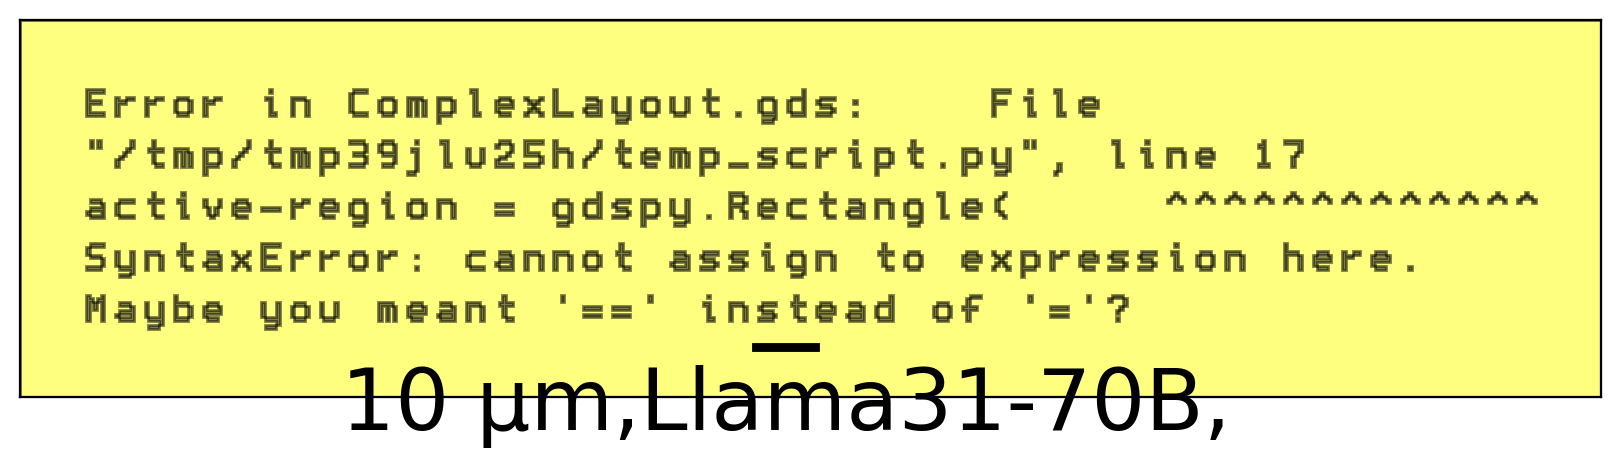 Error in ComplexLayout.gds:    File
"/tmp/tmp39jlu25h/temp_script.py", line 17
active-region = gdspy.Rectangle(     ^^^^^^^^^^^^^
SyntaxError: cannot assign to expression here.
Maybe you meant '==' instead of '='?
10 µm,Llama31-70B,